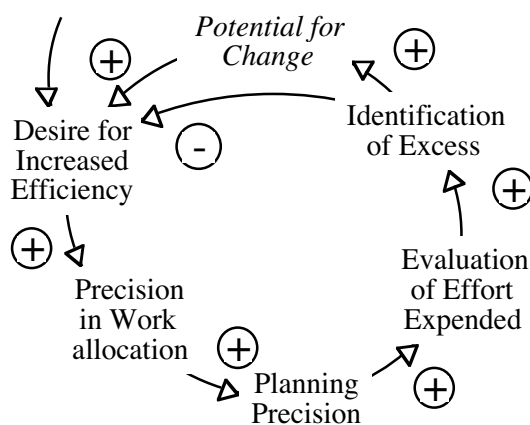 Potential for
Change
+
+
Identification
of Excess
Desire for
Increased
Efficiency
-
+
+
Evaluation
of Effort
Expended
Precision
in Work
allocation
+
Planning
Precision
+